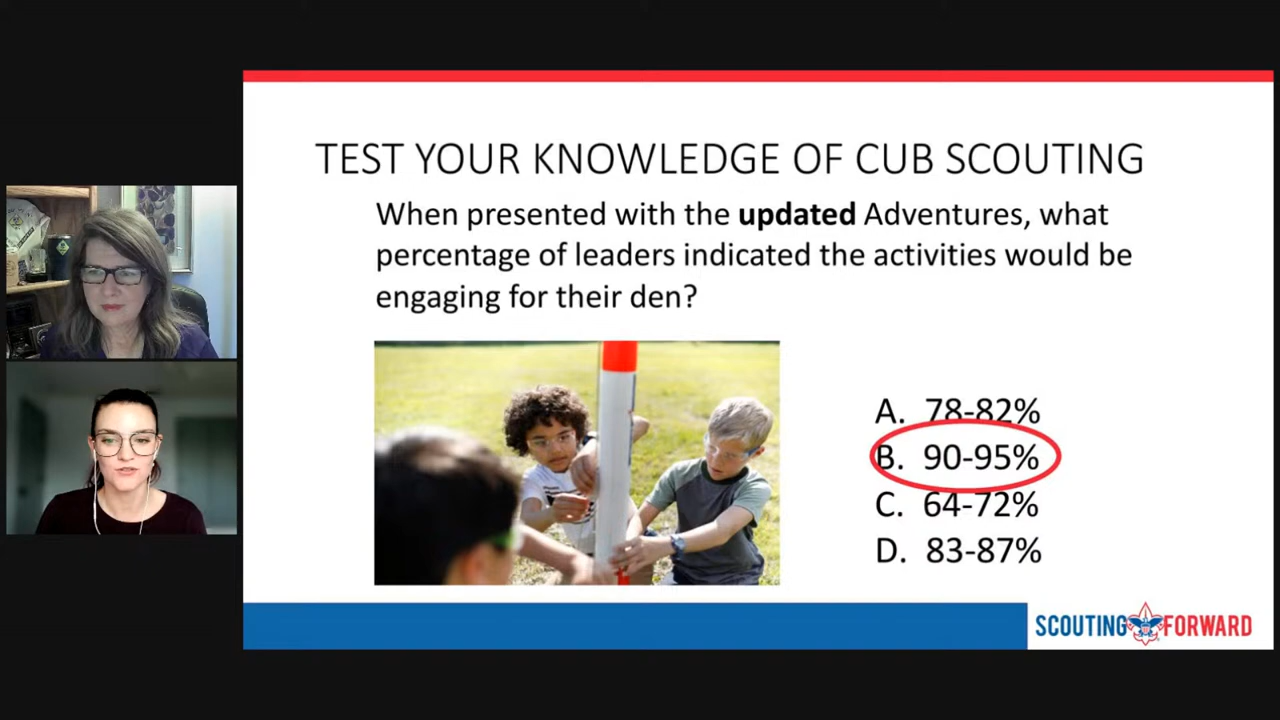 TEST YOUR KNOWLEDGE OF CUB SCOUTING
When presented with the updated Adventures, what
percentage of leaders indicated the activities would be
engaging for their den?
A. 78-82%
B. 90-95%
C. 64-72%
D. 83-87%
SCOUTING FORWARD